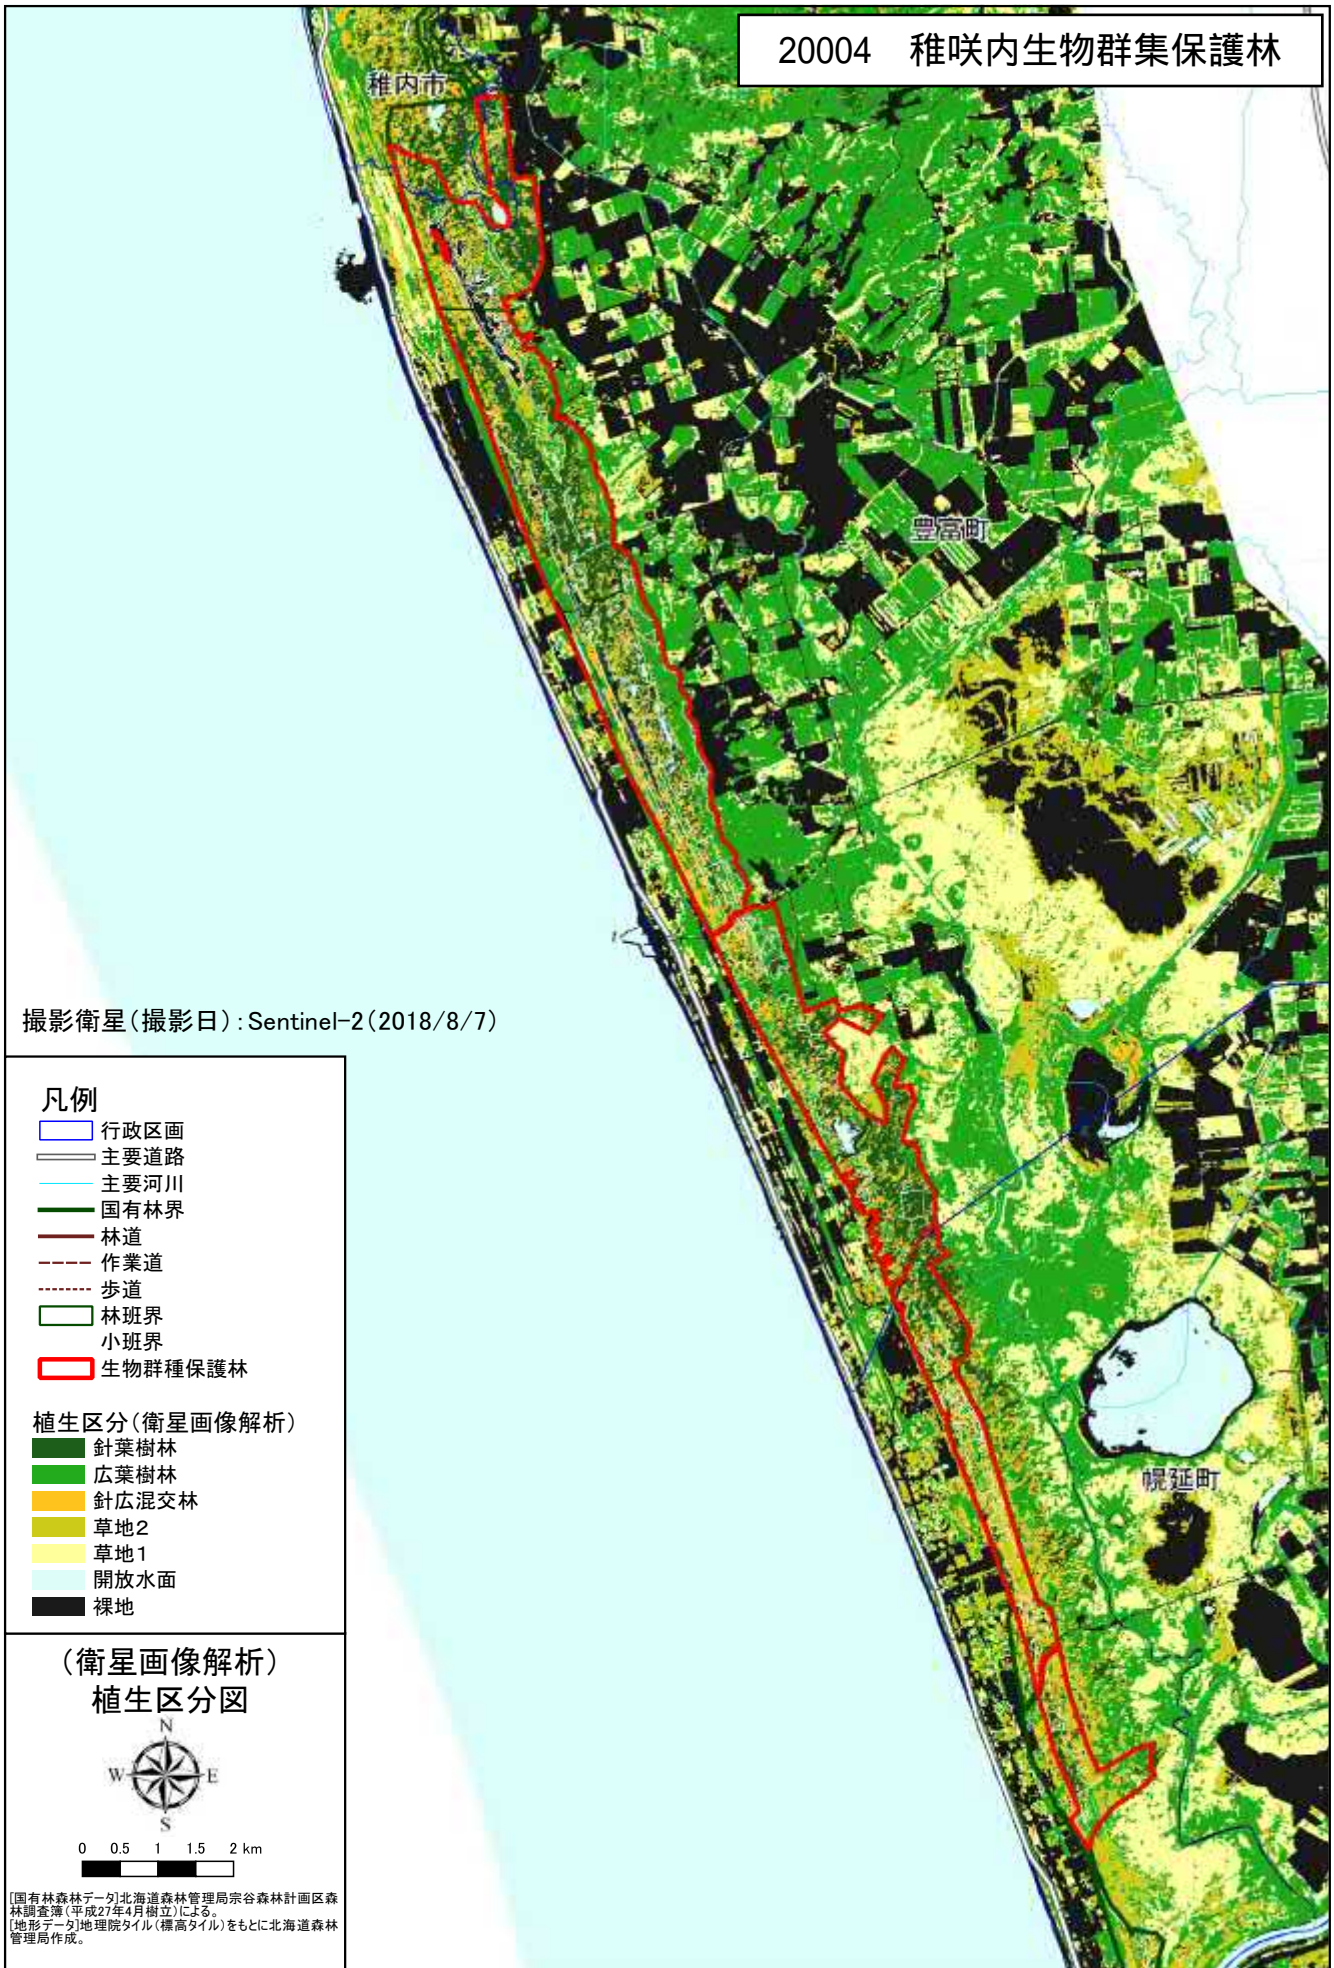 20004　稚咲内生物群集保護林
稚内市
豊富町
撮影衛星(撮影日):Sentinel-2(2018/8/7)
凡例
行政区画
主要道路
主要河川
国有林界
林道
作業道
歩道
林班界
小班界
生物群種保護林
植生区分(衛星画像解析)
針葉樹林
広葉樹林
針広混交林
草地2
草地1
開放水面
裸地
幌延町
(衛星画像解析)
植生区分図
N
W E
S
0 0.5 1 1.5 2 km
[国有林森林データ]北海道森林管理局宗谷森林計画区森
林調査簿(平成27年4月樹立)による。
[地形データ]地理院タイル(標高タイル)をもとに北海道森林
管理局作成。